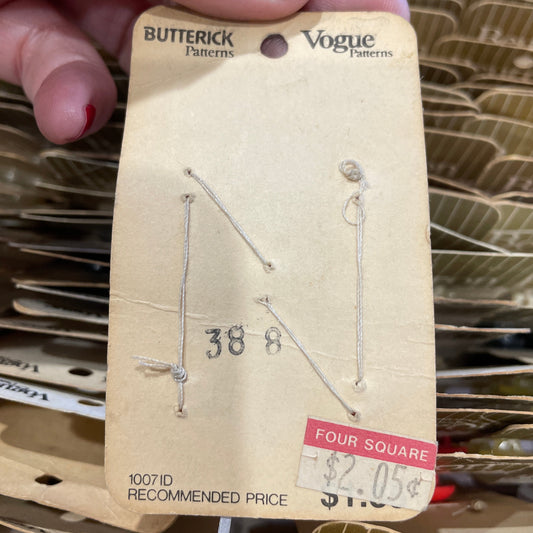 BUTTERICK Vogue
Patterns Patterns
38 8
FOUR SQUARE
$2.05¢
1007ID
RECOMMENDED PRICE